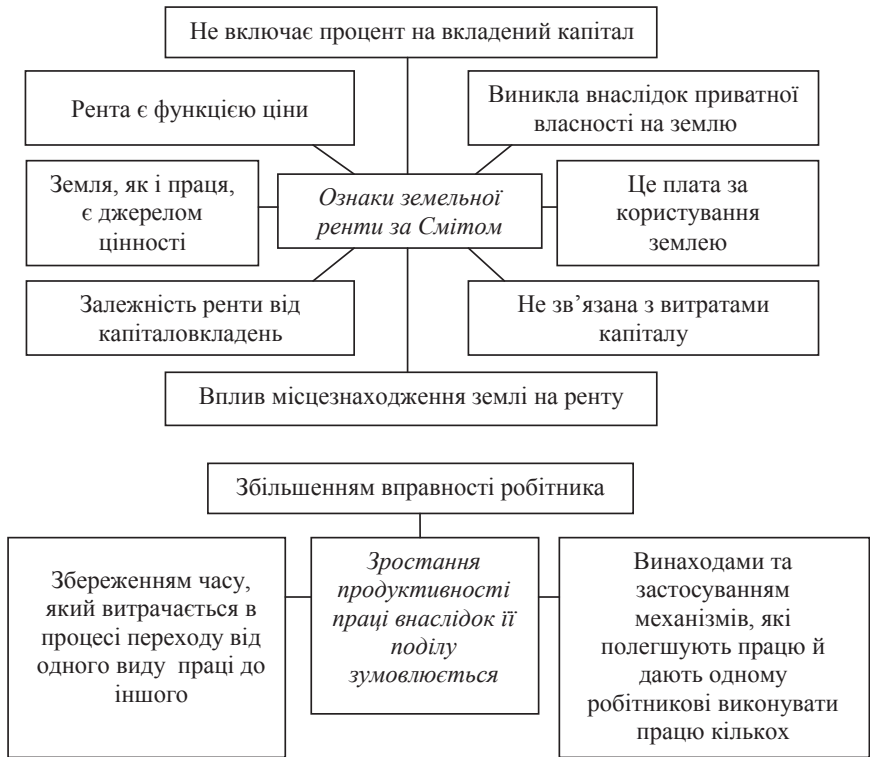 Не включає процент на вкладений капітал
Рента є функцією ціни
Виникла внаслідок приватної
власності на землю
Земля, як і праця,
є джерелом
цінності
Ознаки земельної
ренти за Смітом
Це плата за
користування
землею
Залежність ренти від
капіталовкладень
Не зв’язана з витратами
капіталу
Вплив місцезнаходження землі на ренту
Збільшенням вправності робітника
Збереженням часу,
який витрачається в
процесі переходу від
одного виду праці до
іншого
Зростання
продуктивності
праці внаслідок її
поділу
зумовлюється
Винаходами та
застосуванням
механізмів, які
полегшують працю й
дають одному
робітникові виконувати
працю кількох